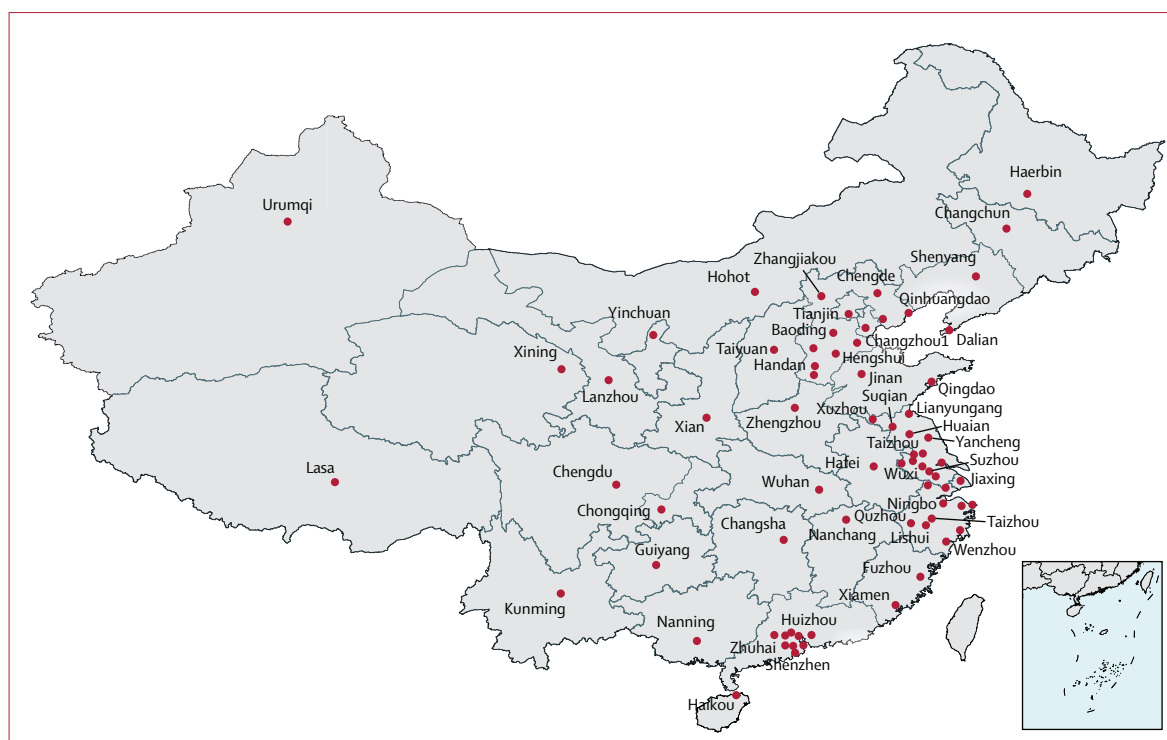 Haerbin
Urumqi
Changchun
Shenyang
Zhangjiakou
Chengde
Hohot
Qinhuangdao
Yinchuan
Tianjin
Baoding
Changzhou1
Dalian
Taiyuan
Xining
Hengshui
Handan
Jinan
Lanzhou
Qingdao
Suqian
Xuzhou
Lianyungang
Zhengzhou
Xian
Huaian
Taizhou
Yancheng
Hafei
Suzhou
Lasa
Chengdu
Wuxi
Jiaxing
Wuhan
Ningbo
Chongqing
Quzhou
Changsha
Nanchang
Taizhou
Lishui
Guiyang
Wenzhou
Fuzhou
Xiamen
Kunming
Nanning
Huizhou
Zhuhai
Shenzhen
Haikou